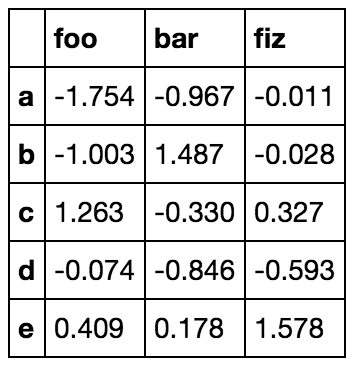 foo bar fiz
a -1.754 -0.967 -0.011
b -1.003 1.487 -0.028
c 1.263 -0.330 0.327
d -0.074 -0.846 -0.593
e 0.409 0.178 1.578